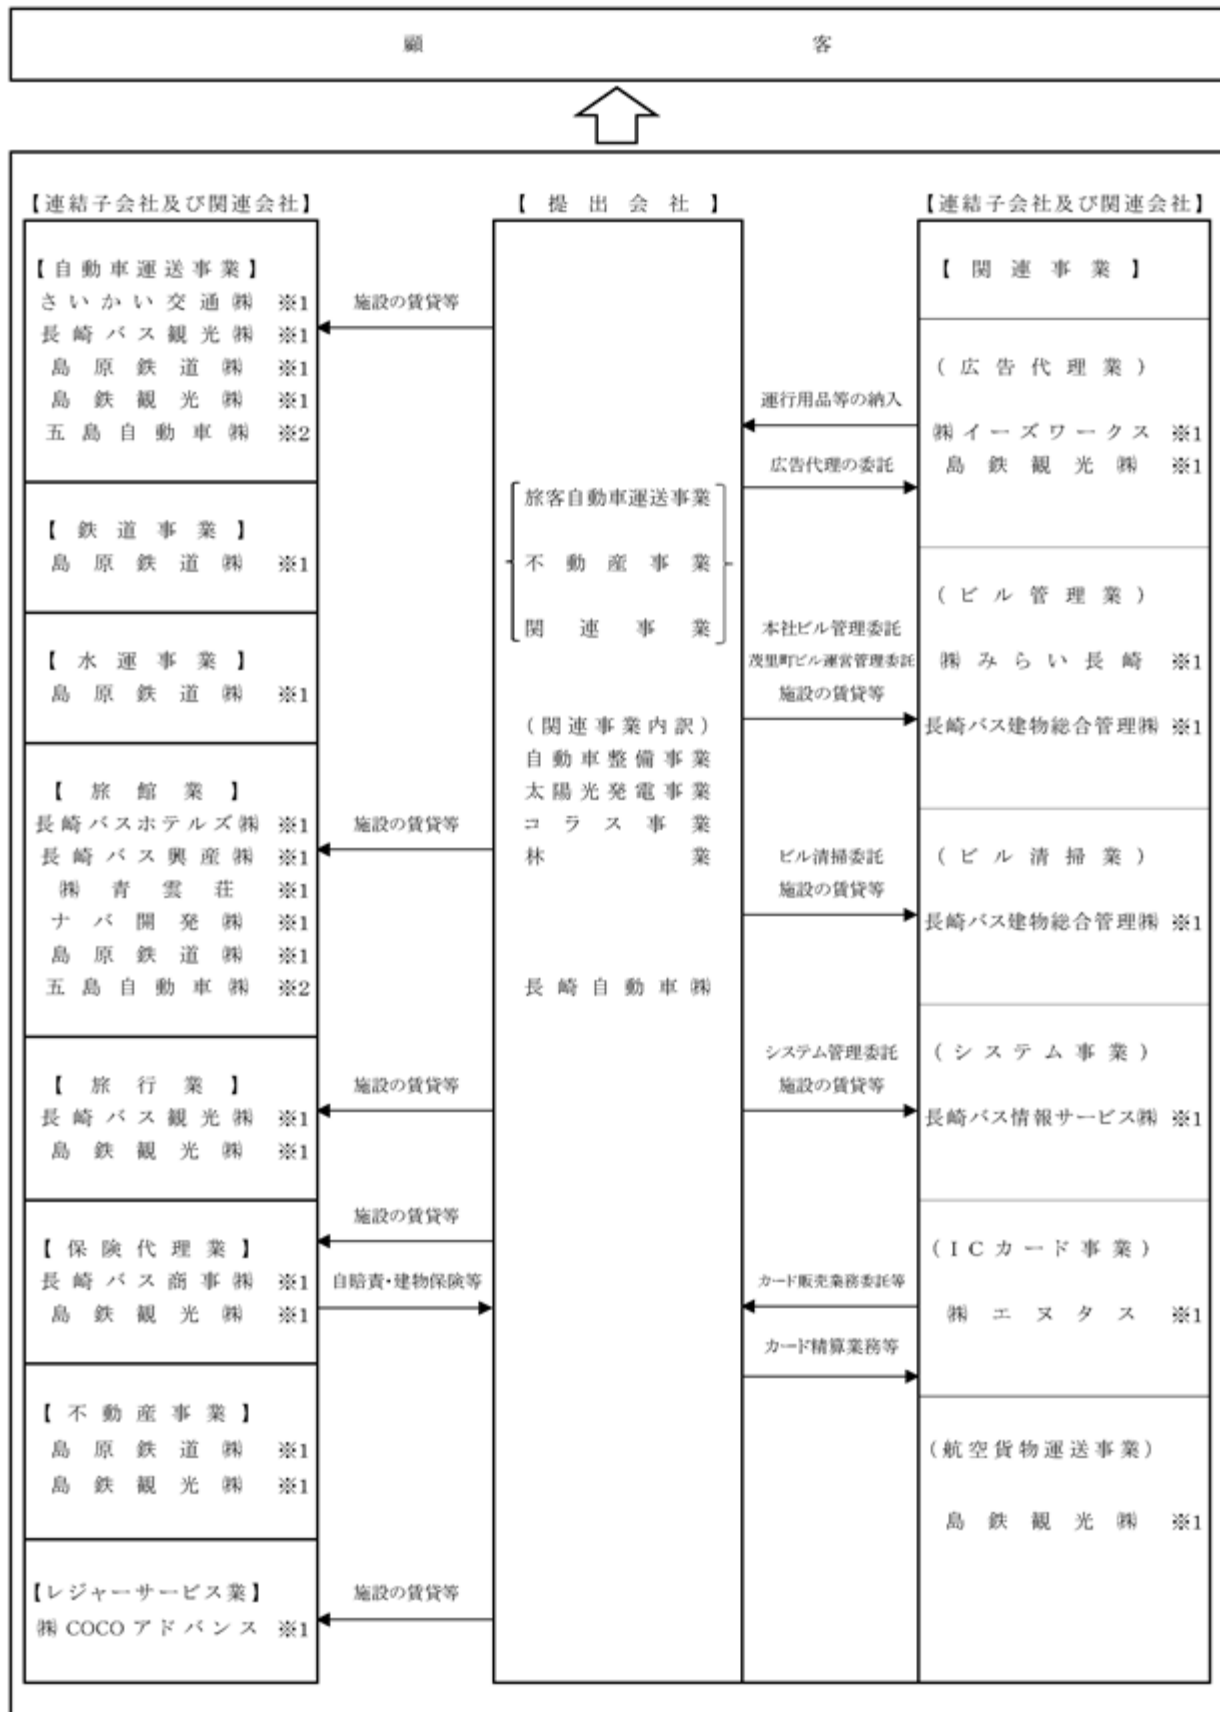 顧客
【連結子会社及び関連会社】
【自動車運送事業】
さいかい交通㈱ ※1
長崎バス観光㈱ ※1
島原鉄道㈱ ※1
島鉄観光㈱ ※1
五島自動車㈱ ※2
【鉄道事業】
島原鉄道㈱ ※1
【水運事業】
島原鉄道㈱ ※1
【旅館業】
長崎バスホテルズ㈱ ※1
長崎バス興産㈱ ※1
㈱青雲荘 ※1
ナバ開発㈱ ※1
島原鉄道㈱ ※1
五島自動車㈱ ※2
【旅行業】
長崎バス観光㈱ ※1
島鉄観光㈱ ※1
【保険代理業】
長崎バス商事㈱ ※1
島鉄観光㈱ ※1
【不動産事業】
島原鉄道㈱ ※1
島鉄観光㈱ ※1
【レジャーサービス業】
㈱COCOアドバンス ※1
施設の賃貸等
施設の賃貸等
施設の賃貸等
施設の賃貸等
自賠責・建物保険等
施設の賃貸等
【提出会社】
旅客自動車運送事業
不動産事業
関連事業
(関連事業内訳)
自動車整備事業
太陽光発電事業
コラス事業
林業
長崎自動車㈱
運行用品等の納入
広告代理の委託
本社ビル管理委託
茂里町ビル運営管理委託
施設の賃貸等
ビル清掃委託
施設の賃貸等
システム管理委託
施設の賃貸等
カード販売業務委託等
カード精算業務等
【連結子会社及び関連会社】
【関連事業】
(広告代理業)
㈱イーズワークス ※1
島鉄観光㈱ ※1
(ビル管理業)
㈱みらい長崎 ※1
長崎バス建物総合管理㈱ ※1
(ビル清掃業)
長崎バス建物総合管理㈱ ※1
(システム事業)
長崎バス情報サービス㈱ ※1
(ICカード事業)
㈱エヌタス ※1
(航空貨物運送事業)
島鉄観光㈱ ※1